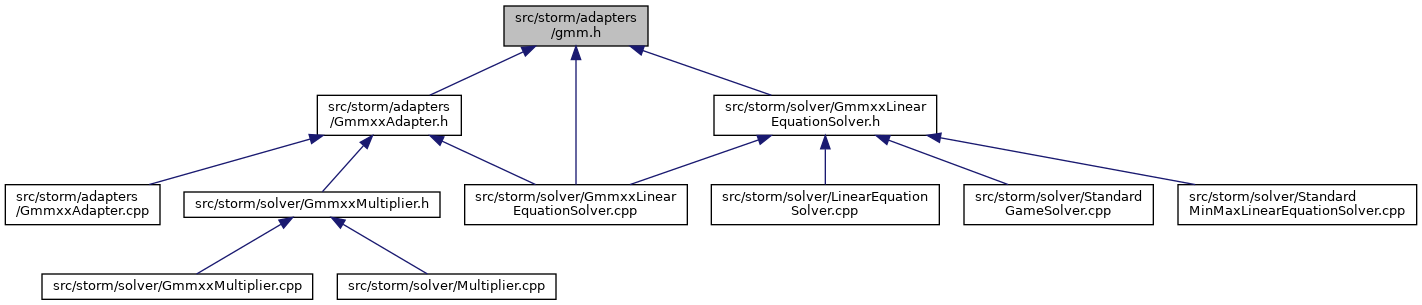 src/storm/adapters
/gmm.h
src/storm/adapters
/GmmxxAdapter.h
src/storm/solver/GmmxxLinear
EquationSolver.h
src/storm/adapters
/GmmxxAdapter.cpp
src/storm/solver/GmmxxMultiplier.h
src/storm/solver/GmmxxLinear
EquationSolver.cpp
src/storm/solver/LinearEquation
Solver.cpp
src/storm/solver/Standard
GameSolver.cpp
src/storm/solver/Standard
MinMaxLinearEquationSolver.cpp
src/storm/solver/GmmxxMultiplier.cpp
src/storm/solver/Multiplier.cpp